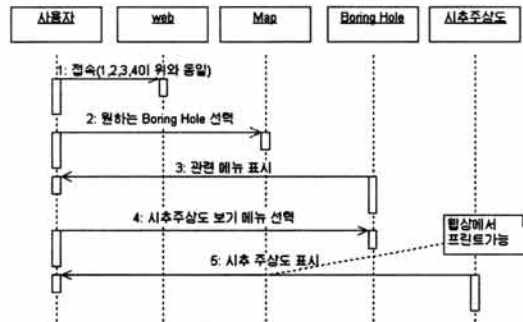 사용자
web
Map
Boring Hole
시추주상도
1: 접속(1,2,3,4이 위와 동일)
2: 원하는 Boring Hole 선택
3: 관련 메뉴 표시
4: 시추주상도 보기 메뉴 선택
웹상에서
프린트가능
5: 시추 주상도 표시